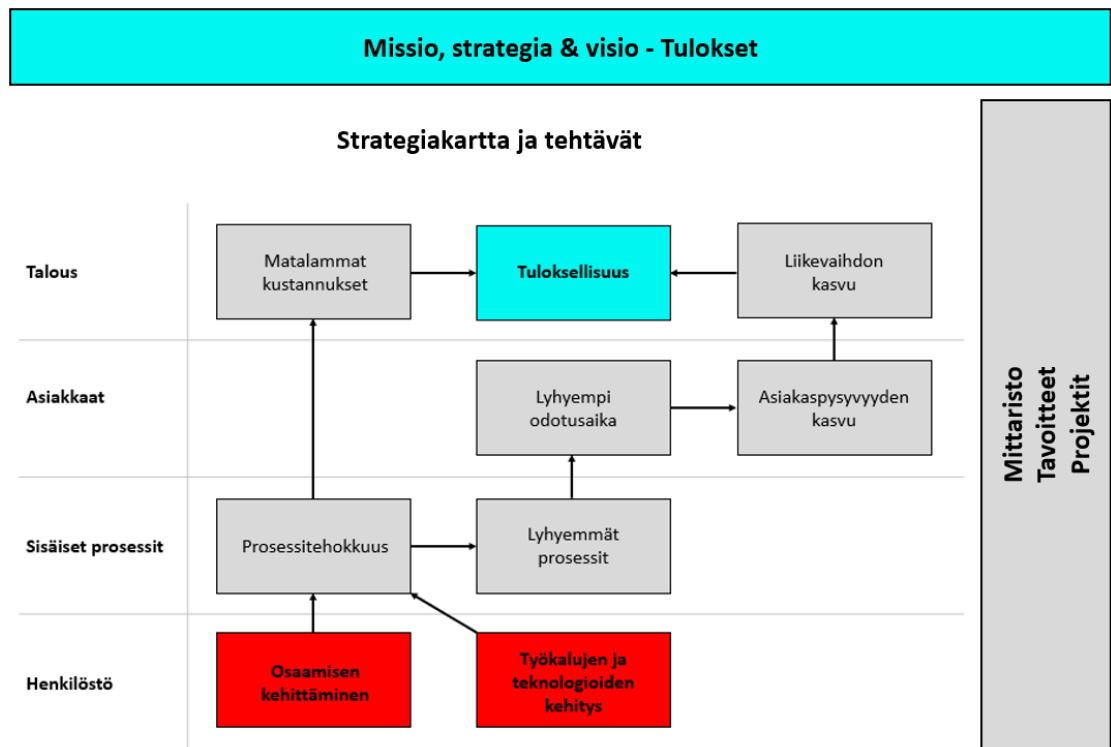 Missio, strategia & visio - Tulokset
Strategiakartta ja tehtävät
Talous
Matalammat
kustannukset
Tuloksellisuus
Liikevaihdon
kasvu
Asiakkaat
Lyhyempi
odotusaika
Asiakaspysyvyyden
kasvu
Sisäiset prosessit
Prosessitehokkuus
Lyhyemmät
prosessit
Henkilöstö
Osaamisen
kehittäminen
Työkalujen ja
teknologioiden
kehitys
Mittaristo
Tavoitteet
Projektit